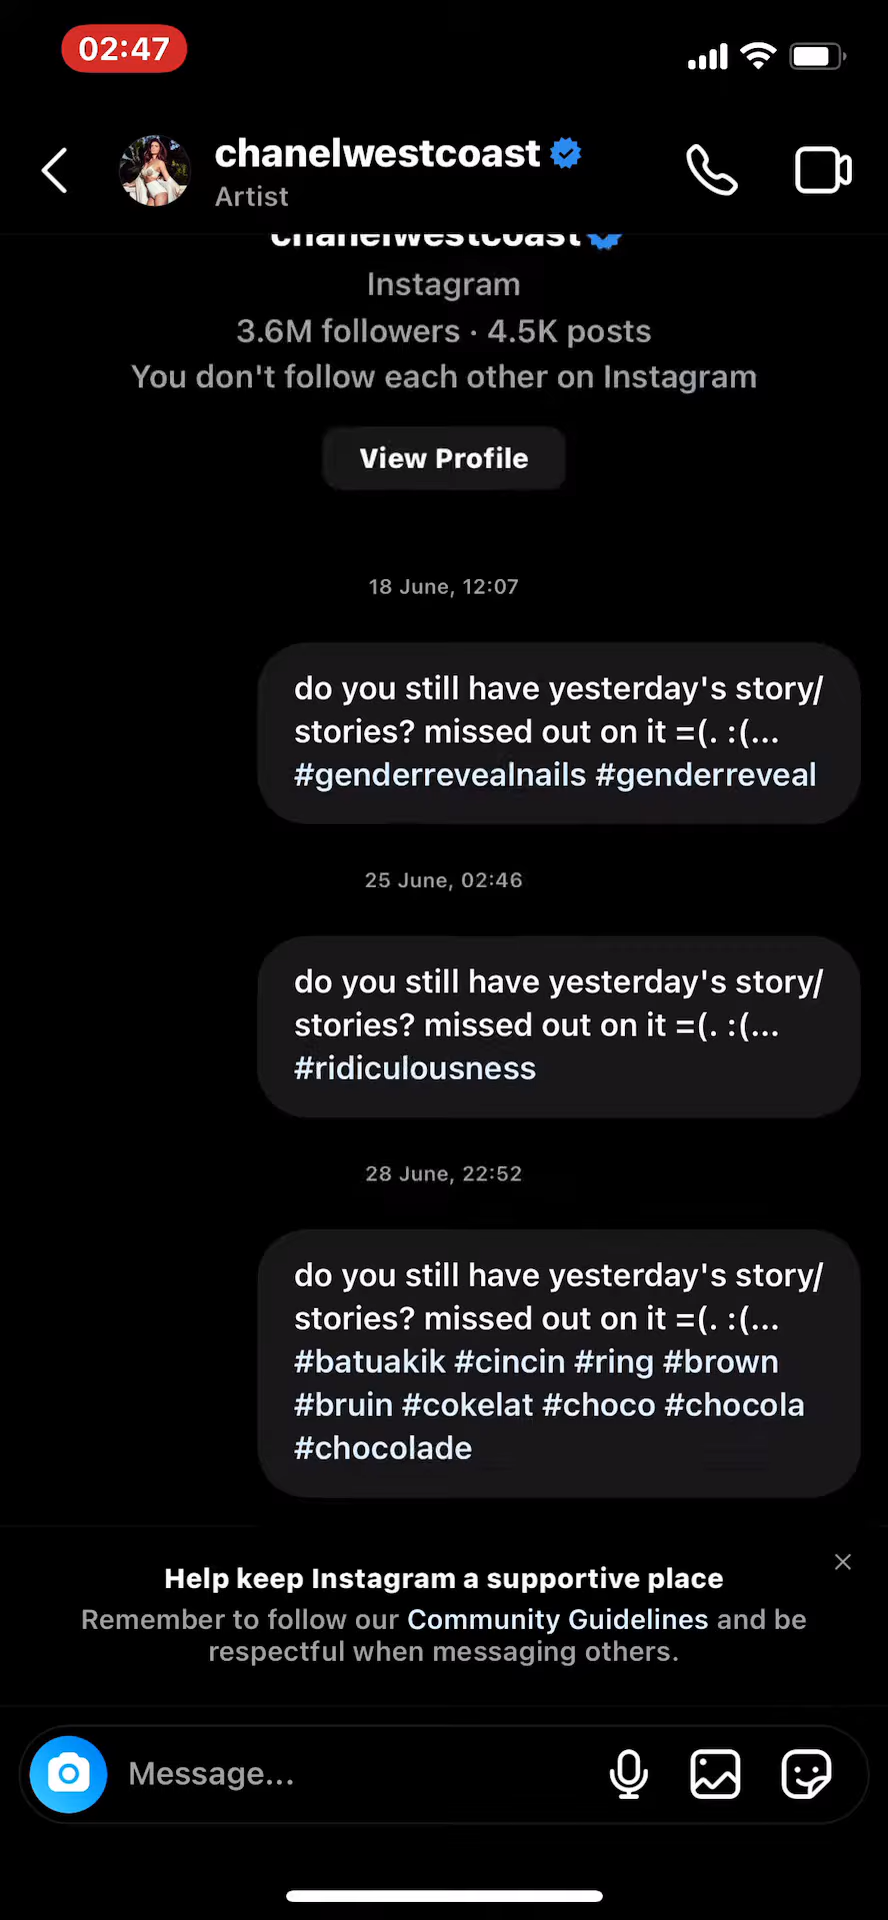 02:47
chanelwestcoast
Artist
chanelwestcoast
Instagram
3.6M followers · 4.5K posts
You don't follow each other on Instagram
View Profile
18 June, 12:07
do you still have yesterday's story/
stories? missed out on it =(. :(...
#genderrevealnails #genderreveal
25 June, 02:46
do you still have yesterday's story/
stories? missed out on it =(. :(...
#ridiculousness
28 June, 22:52
do you still have yesterday's story/
stories? missed out on it =(. :(...
#batuakik #cincin #ring #brown
#bruin #cokelat #choco #chocola
#chocolade
Help keep Instagram a supportive place
Remember to follow our Community Guidelines and be
respectful when messaging others.
Message...